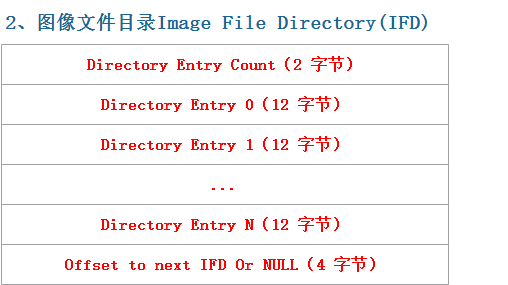 2、图像文件目录Image File Directory(IFD)
Directory Entry Count（2 字节）
Directory Entry 0（12 字节）
Directory Entry 1（12 字节）
...
Directory Entry N（12 字节）
Offset to next IFD Or NULL（4 字节）